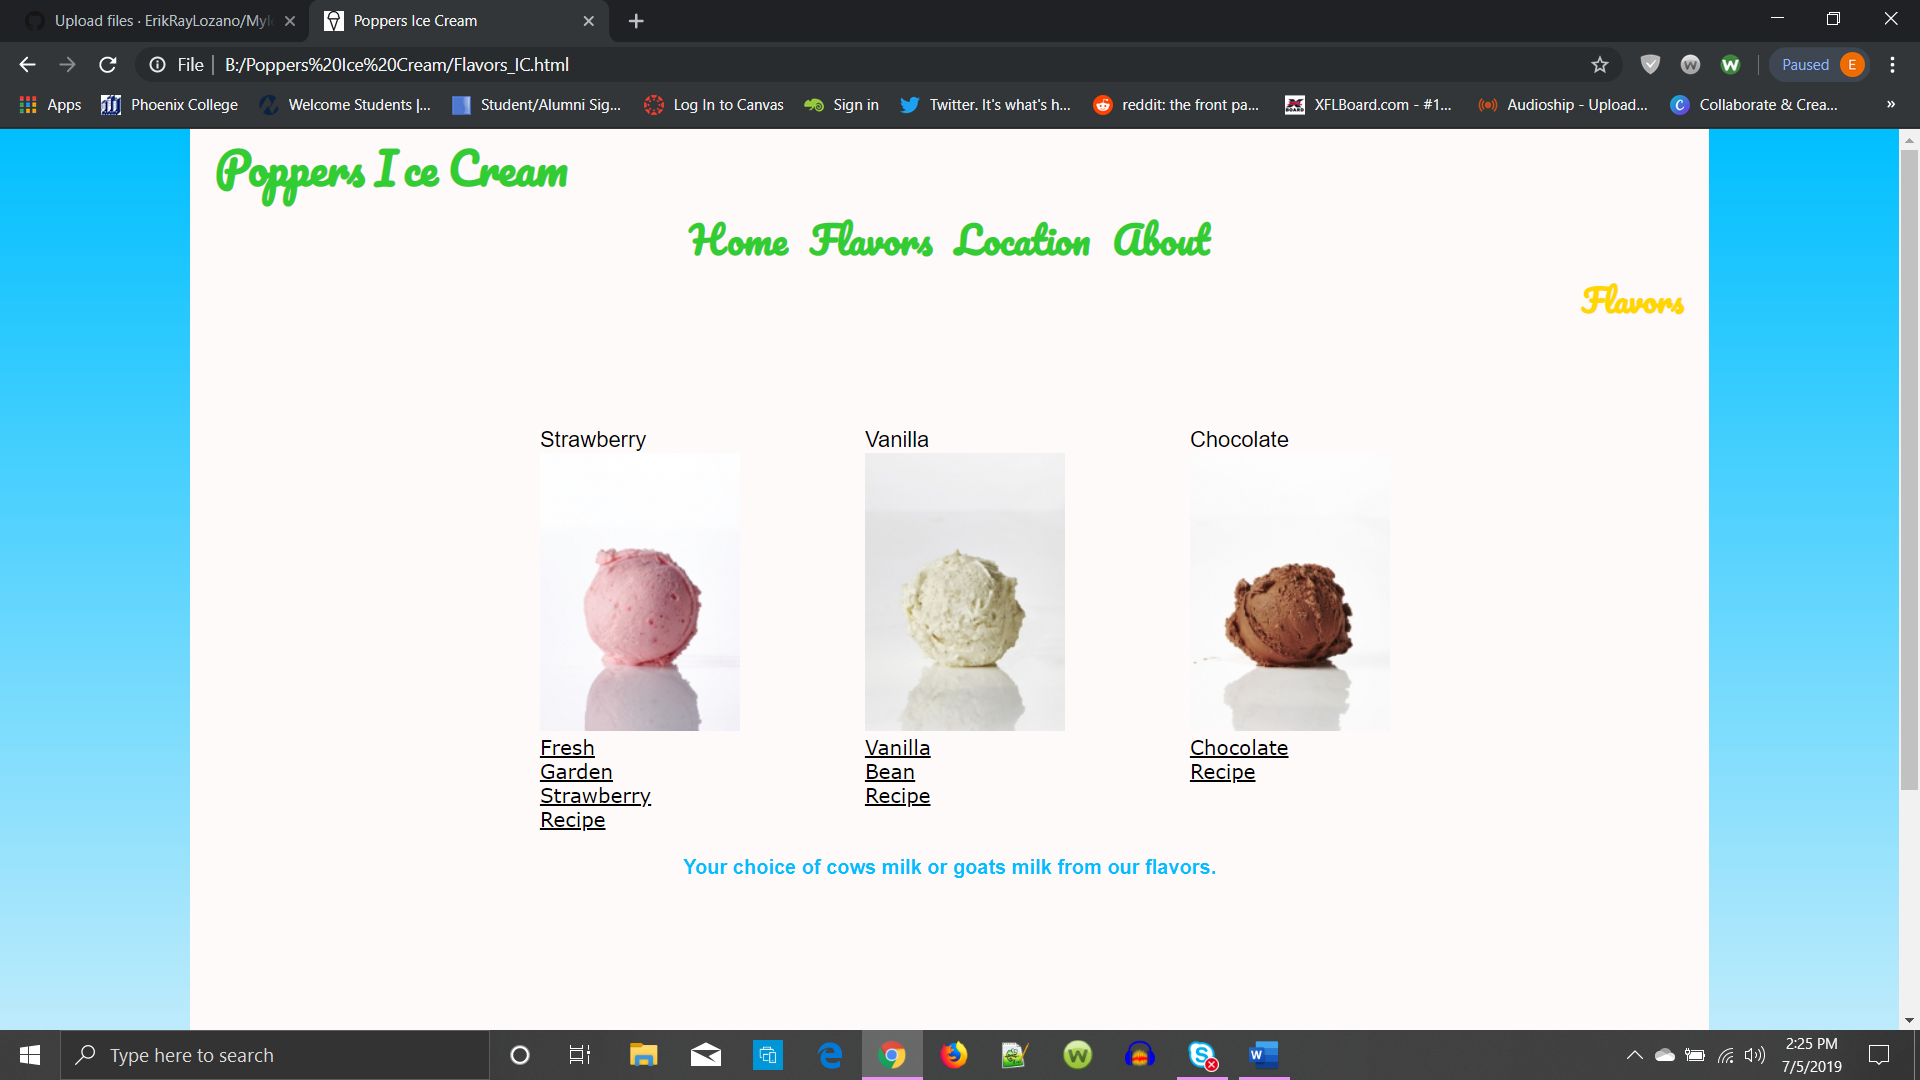 Upload files · ErikRayLozano/MyI
Poppers Ice Cream
File
B:/Poppers%20Ice%20Cream/Flavors_IC.html
Paused
E
Apps
Phoenix College
Welcome Students |...
Student/Alumni Sig...
Log In to Canvas
Sign in
Twitter. It's what's h...
reddit: the front pa...
XFLBoard.com - #1...
Audioship - Upload...
Collaborate & Crea...
»
Poppers I ce Cream
Home Flavors Location About
Flavors
Strawberry
Vanilla
Chocolate
Fresh
Garden
Strawberry
Recipe
Vanilla
Bean
Recipe
Chocolate
Recipe
Your choice of cows milk or goats milk from our flavors.
Type here to search
2:25 PM
7/5/2019